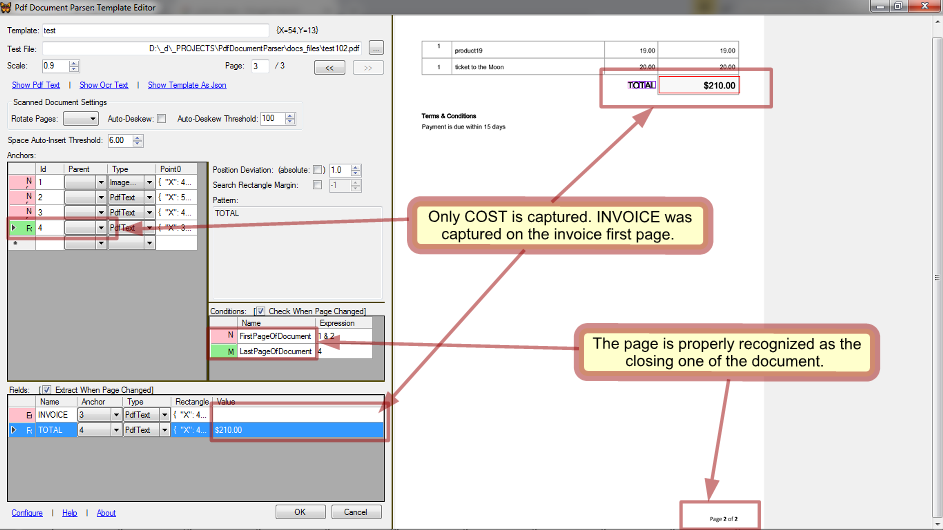 Pdf Document Parser: Template Editor
Template: test {X=54,Y=13}
Test File: D:\_d\_PROJECTS\PdfDocumentParser\docs_files\test102.pdf ...
Scale: 0.9 Page: 3 / 3 << >>
Show Pdf Text | Show Ocr Text | Show Template As Json
Scanned Document Settings
Rotate Pages: Auto-Deskew: Auto-Deskew Threshold: 100
Space Auto-Insert Threshold: 6.00
Anchors:
Id Parent Type Point0
N 1 Image... { "X": 4...
N 2 PdfText { "X": 5...
N 3 PdfText { "X": 4...
4 PdfText { "X": 3...
Position Deviation: (absolute: ) 1.0
Search Rectangle Margin: -1
Pattern:
TOTAL
Conditions: [ Check When Page Changed]
Name Expression
N FirstPageOfDocument 1 & 2
M LastPageOfDocument 4
Fields: [ Extract When Page Changed]
Name Anchor Type Rectangle Value
INVOICE 3 PdfText { "X": 4...
TOTAL 4 PdfText { "X": 4... $210.00
Configure | Help | About OK Cancel
1 product19 19.00 19.00
1 ticket to the Moon 20.00 20.00
TOTAL $210.00
Terms & Conditions
Payment is due within 15 days
Only COST is captured. INVOICE was
captured on the invoice first page.
The page is properly recognized as the
closing one of the document.
Page 2 of 2